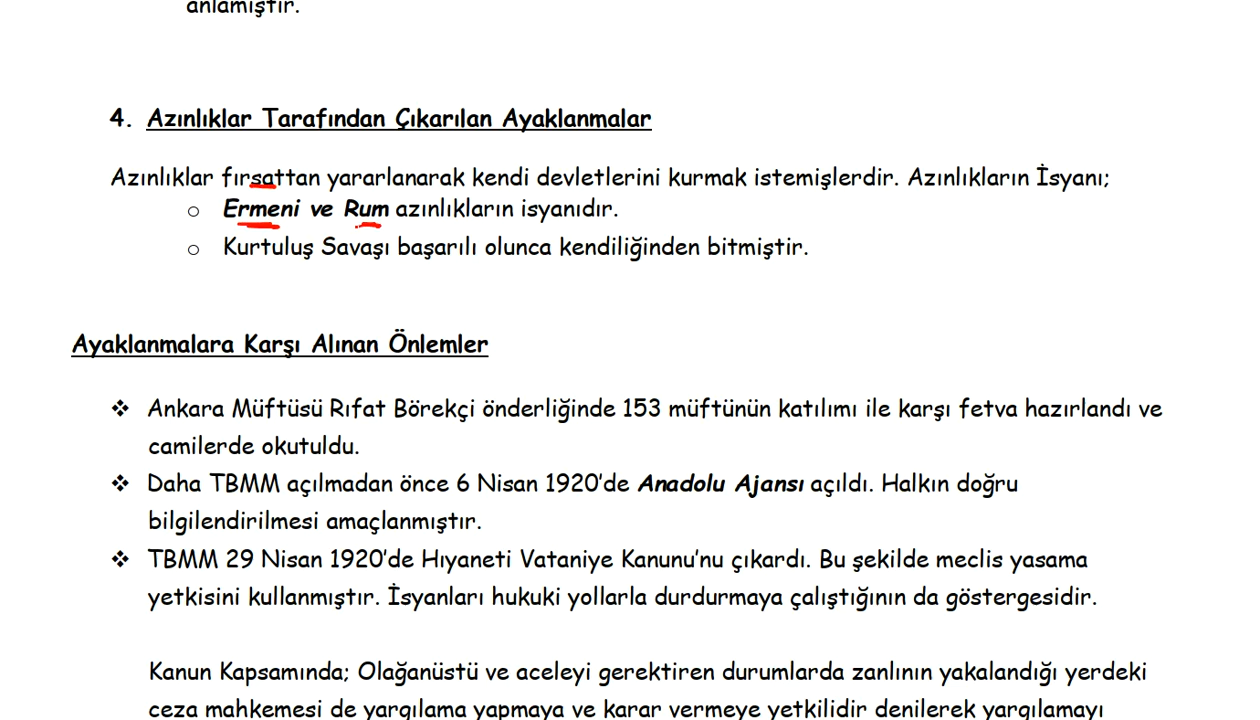 anlamıştır.
4. Azınlıklar Tarafından Çıkarılan Ayaklanmalar
Azınlıklar fırsattan yararlanarak kendi devletlerini kurmak istemişlerdir. Azınlıkların İsyanı;
o Ermeni ve Rum azınlıkların isyanıdır.
o Kurtuluş Savaşı başarılı olunca kendiliğinden bitmiştir.
Ayaklanmalara Karşı Alınan Önlemler
❖ Ankara Müftüsü Rıfat Börekçi önderliğinde 153 müftünün katılımı ile karşı fetva hazırlandı ve
camilerde okutuldu.
❖ Daha TBMM açılmadan önce 6 Nisan 1920’de Anadolu Ajansı açıldı. Halkın doğru
bilgilendirilmesi amaçlanmıştır.
❖ TBMM 29 Nisan 1920’de Hıyaneti Vataniye Kanunu’nu çıkardı. Bu şekilde meclis yasama
yetkisini kullanmıştır. İsyanları hukuki yollarla durdurmaya çalıştığının da göstergesidir.
Kanun Kapsamında; Olağanüstü ve aceleyi gerektiren durumlarda zanlının yakalandığı yerdeki
ceza mahkemesi de yargılama yapmaya ve karar vermeye yetkilidir denilerek yargılamayı